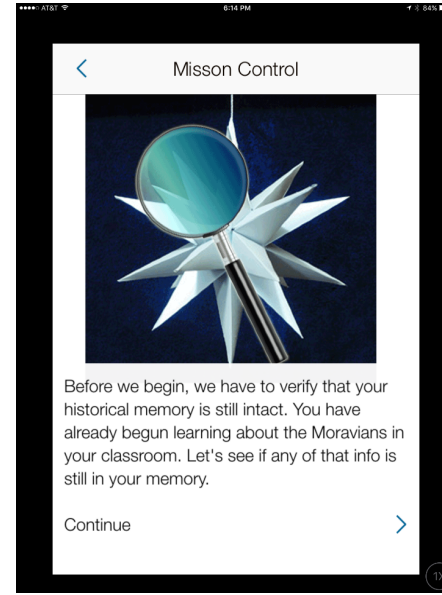 AT&T 6:14 PM 84%
Misson Control
Before we begin, we have to verify that your
historical memory is still intact. You have
already begun learning about the Moravians in
your classroom. Let's see if any of that info is
still in your memory.
Continue
1X